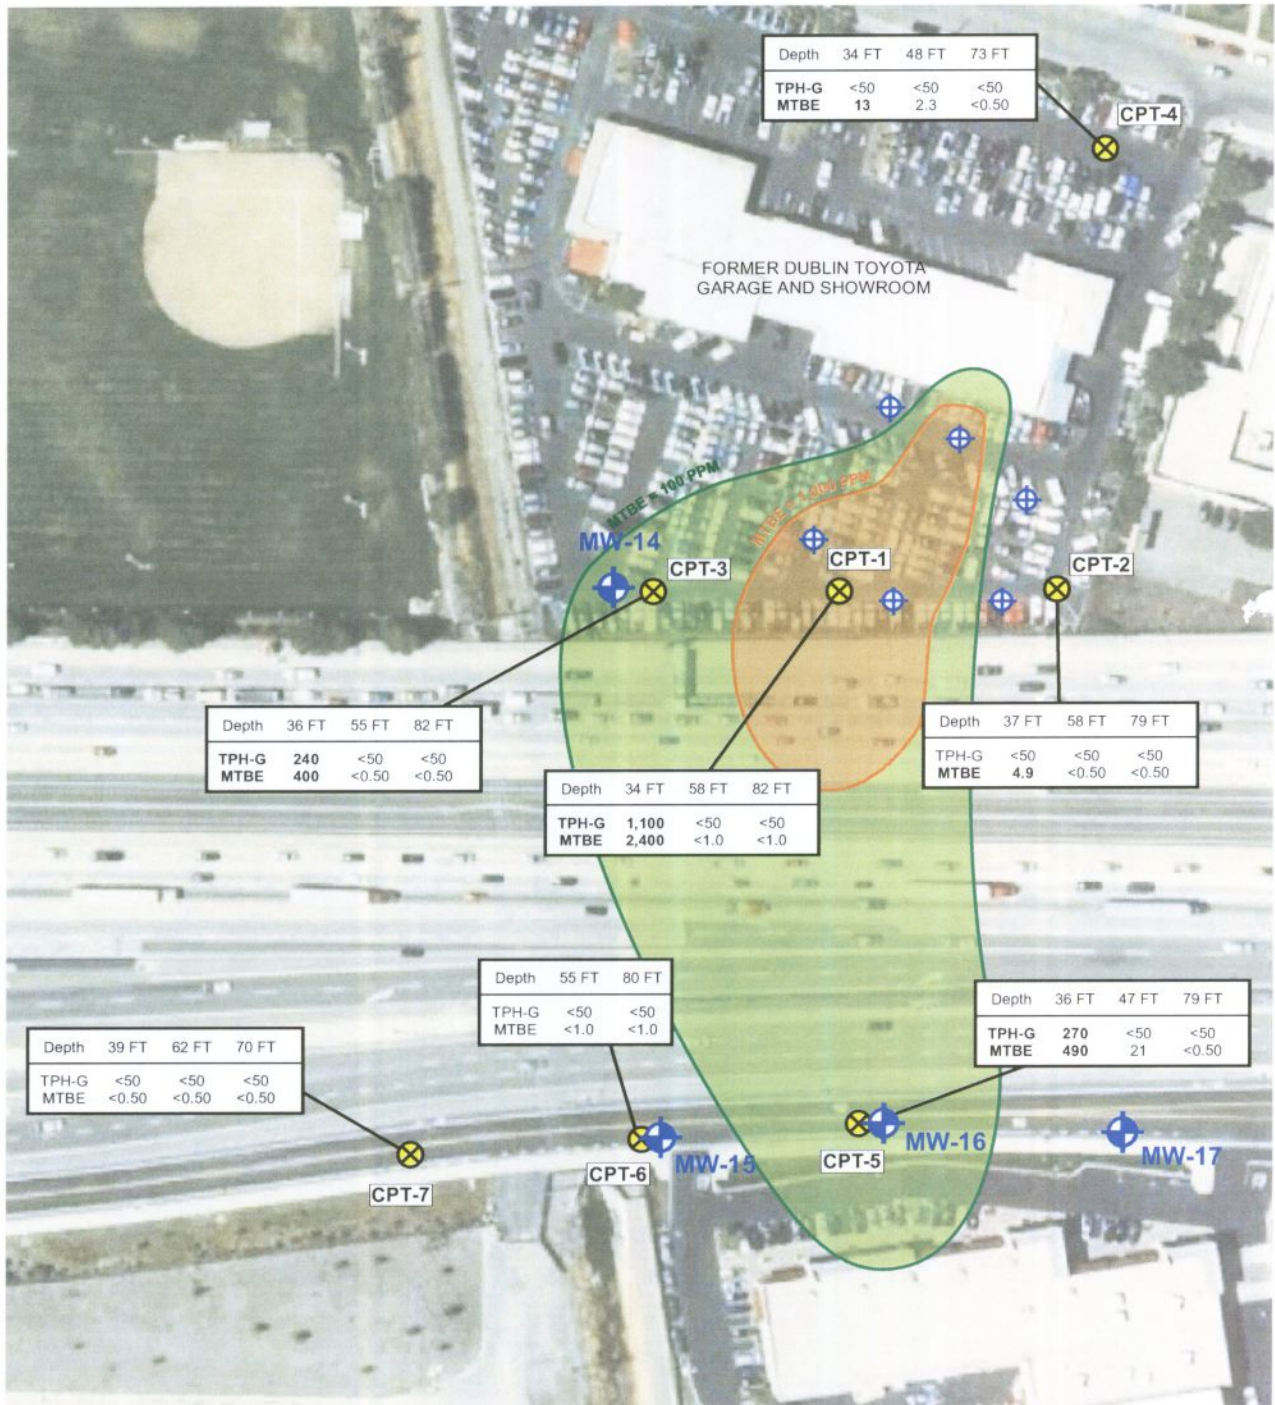 Depth 34 FT 48 FT 73 FT
TPH-G <50 <50 <50
MTBE 13 2.3 <0.50
CPT-4
FORMER DUBLIN TOYOTA
GARAGE AND SHOWROOM
MTBE = 100 PPM
MTBE = 1,000 PPM
MW-14
CPT-3
CPT-1
CPT-2
Depth 36 FT 55 FT 82 FT
TPH-G 240 <50 <50
MTBE 400 <0.50 <0.50
Depth 37 FT 58 FT 79 FT
TPH-G <50 <50 <50
MTBE 4.9 <0.50 <0.50
Depth 34 FT 58 FT 82 FT
TPH-G 1,100 <50 <50
MTBE 2,400 <1.0 <1.0
Depth 55 FT 80 FT
TPH-G <50 <50
MTBE <1.0 <1.0
Depth 36 FT 47 FT 79 FT
TPH-G 270 <50 <50
MTBE 490 21 <0.50
Depth 39 FT 62 FT 70 FT
TPH-G <50 <50 <50
MTBE <0.50 <0.50 <0.50
CPT-7
CPT-6
MW-15
CPT-5
MW-16
MW-17